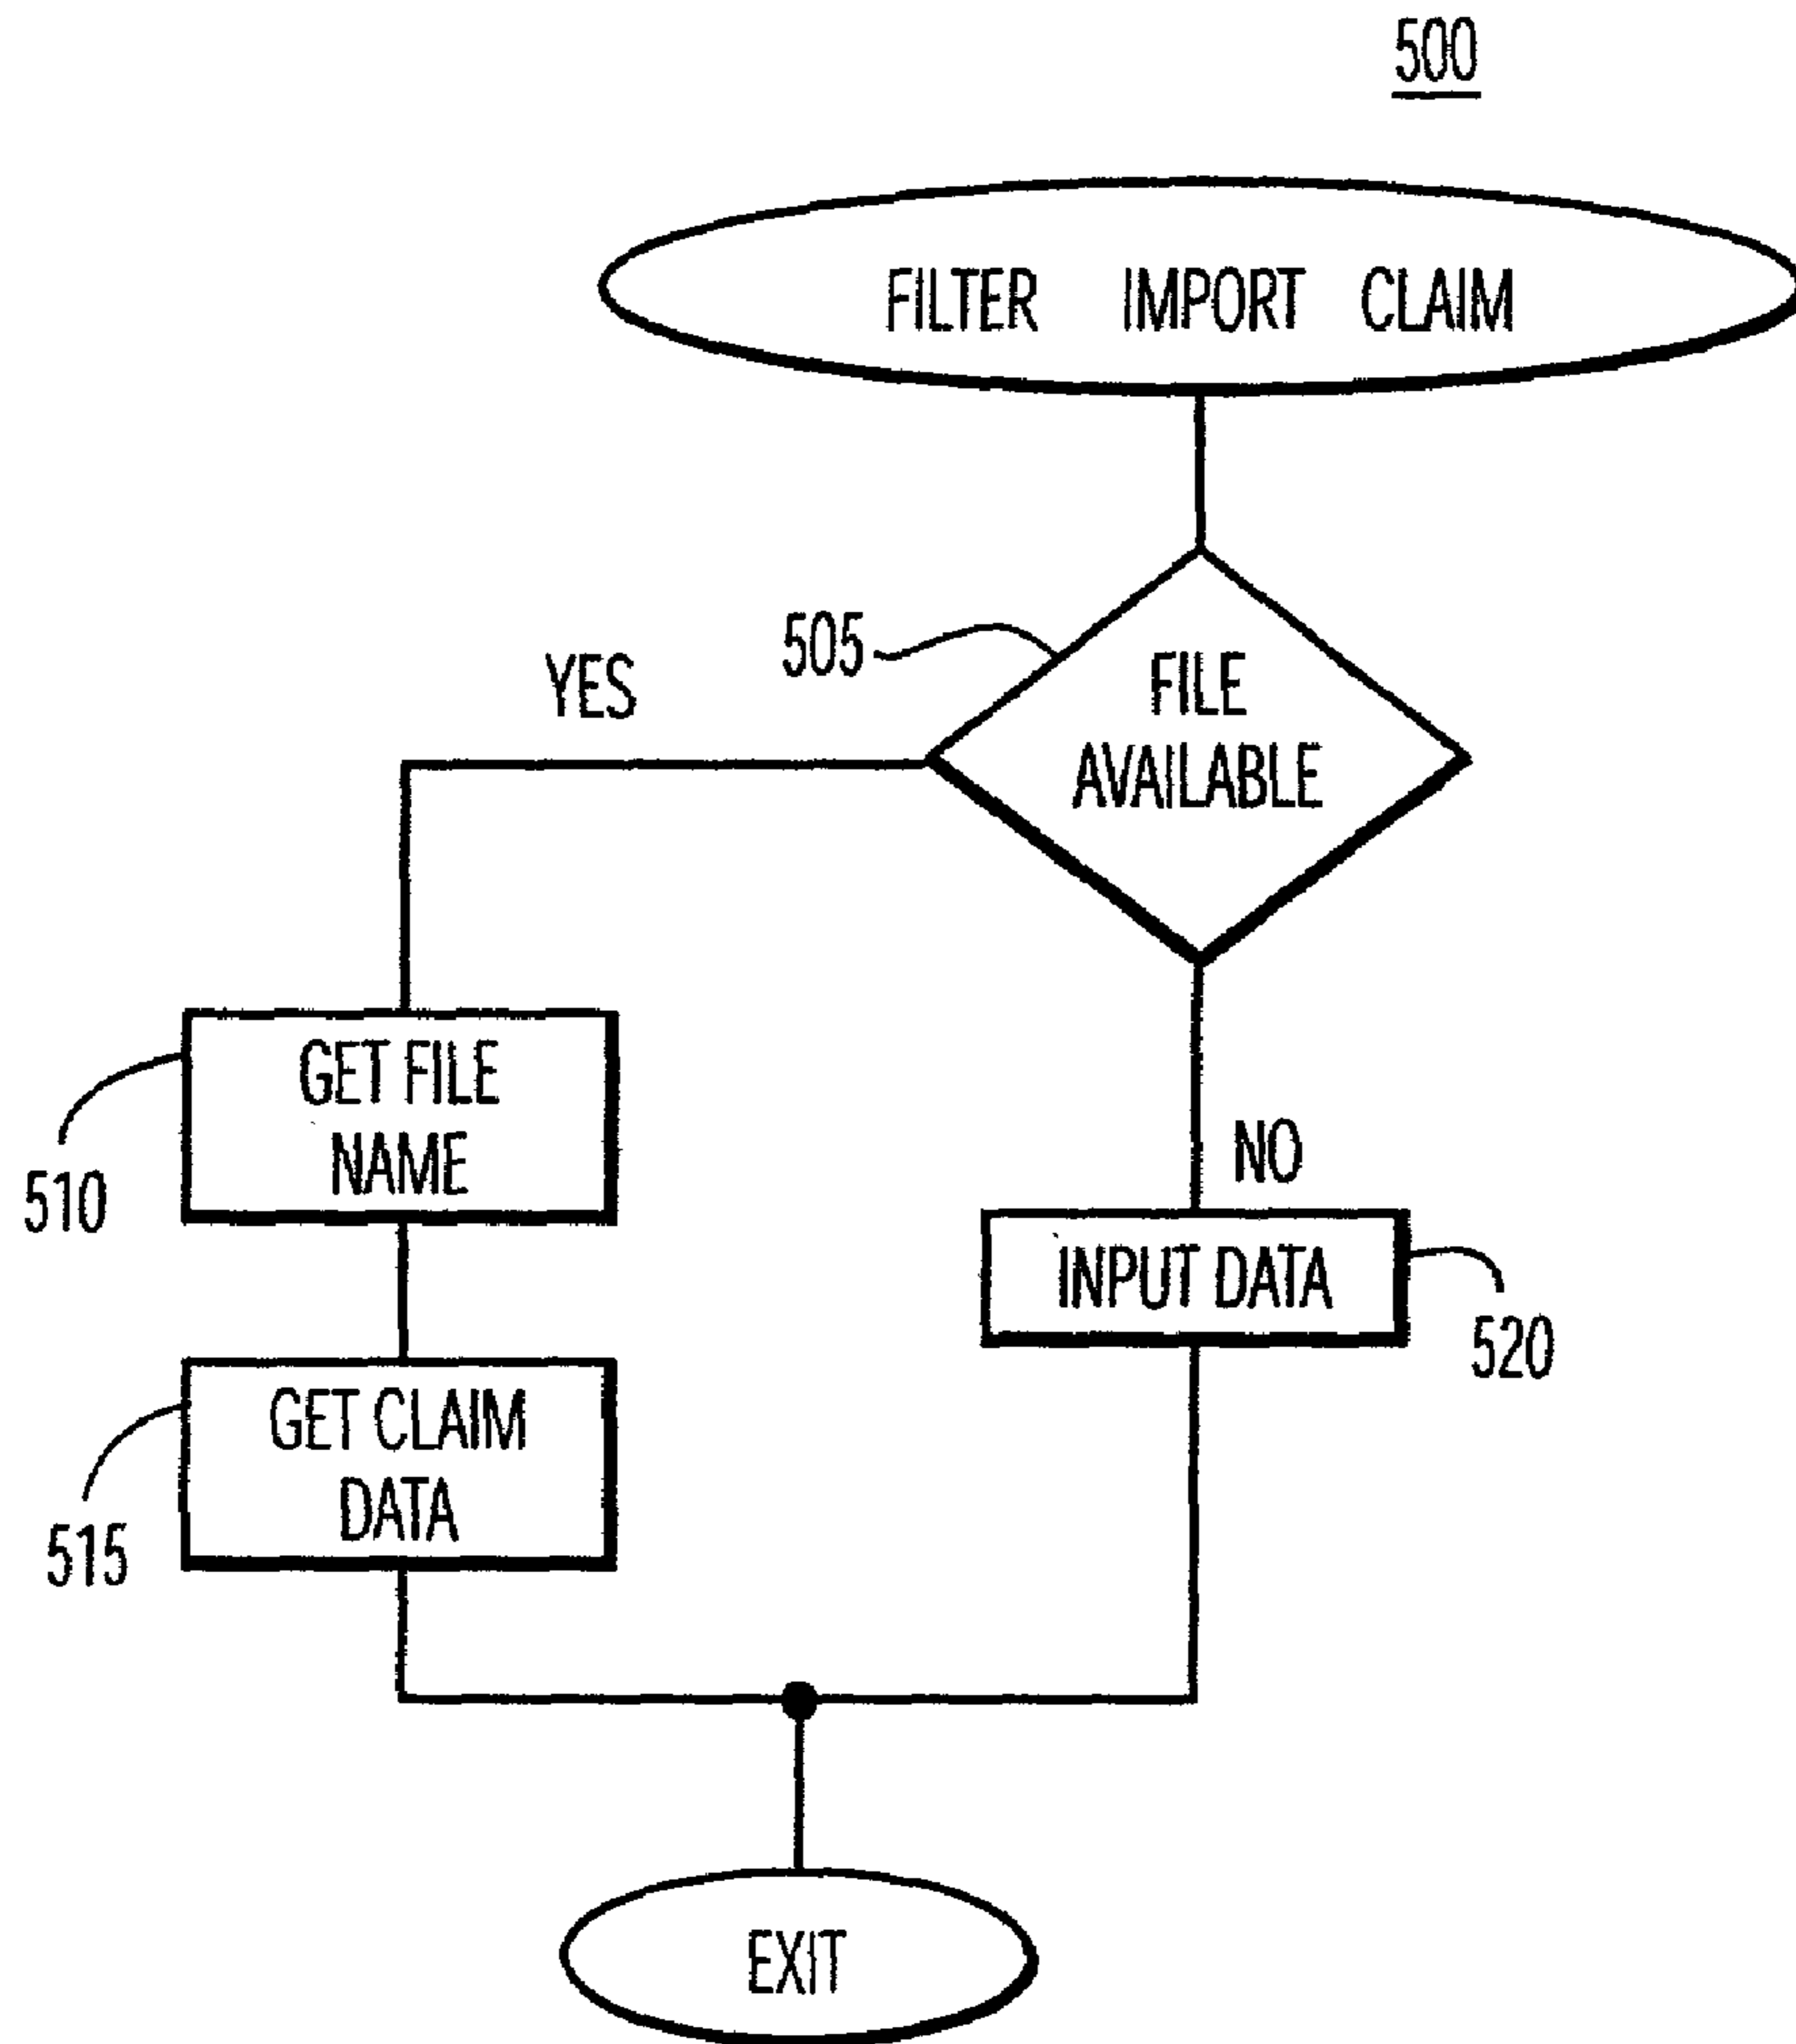 500
FILTER IMPORT CLAIM
505
FILE
AVAILABLE
YES
GET FILE
NAME
510
NO
INPUT DATA
520
GET CLAIM
DATA
515
EXIT